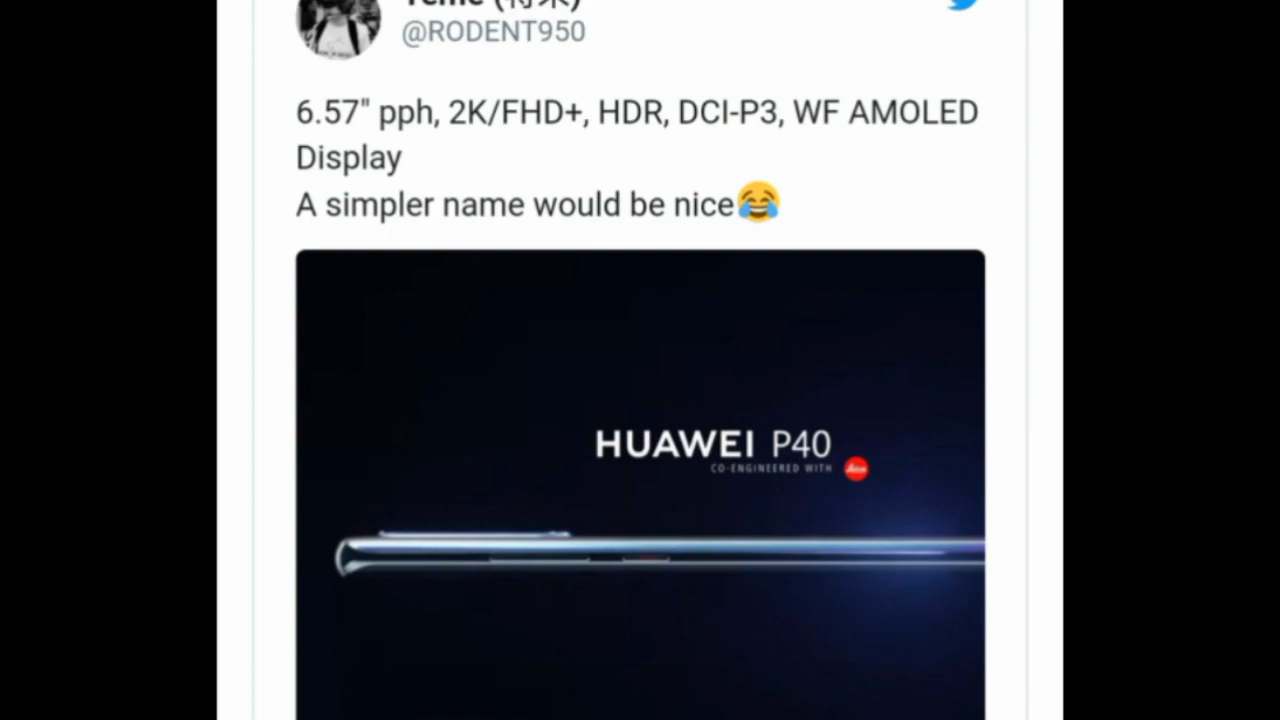 @RODENT950
6.57" pph, 2K/FHD+, HDR, DCI-P3, WF AMOLED
Display
A simpler name would be nice😂
HUAWEI P40
CO-ENGINEERED WITH
Leica